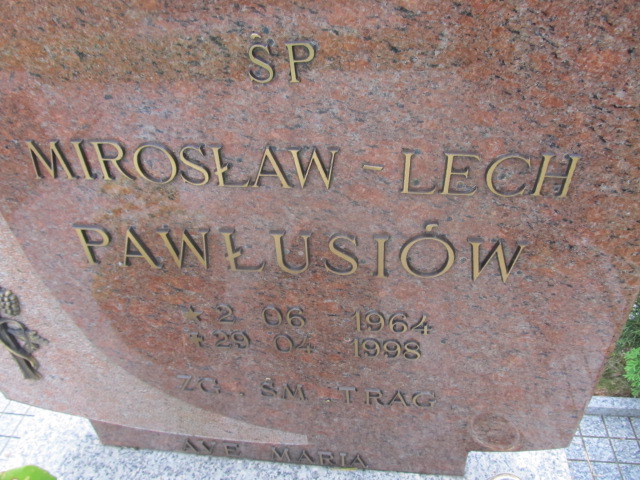 ŚP
MIROSŁAW - LECH
PAWŁUSIÓW
* 2 06 1964
+ 29 04 1998
ZG. ŚM. TRAG
AVE MARIA